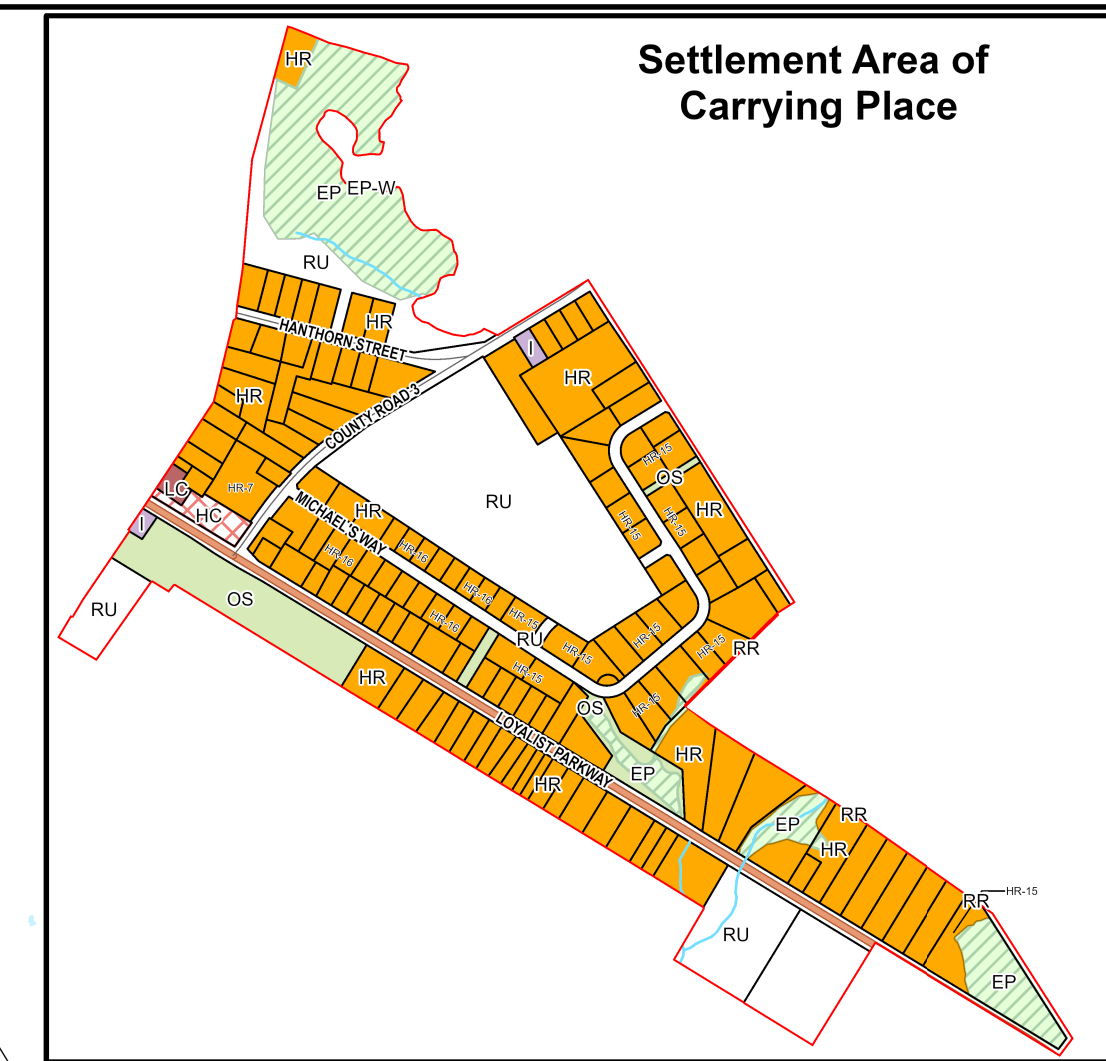 Settlement Area of
Carrying Place
HR
EP
EP-W
RU
HR
HANTHORN STREET
I
HR
HR
COUNTY ROAD 3
HR-15
OS
LC
HR-7
RU
HR
HR
MICHAEL'S WAY
HC
I
HR-15
HR-15
HR-16
HR-16
HR-16
OS
RU
HR-15
HR-16
RU
HR-15
HR-15
HR-15
RR
HR-15
HR
OS
HR-15
LOYALIST PARKWAY
HR
EP
HR
RR
EP
HR
HR-15
RR
RU
EP